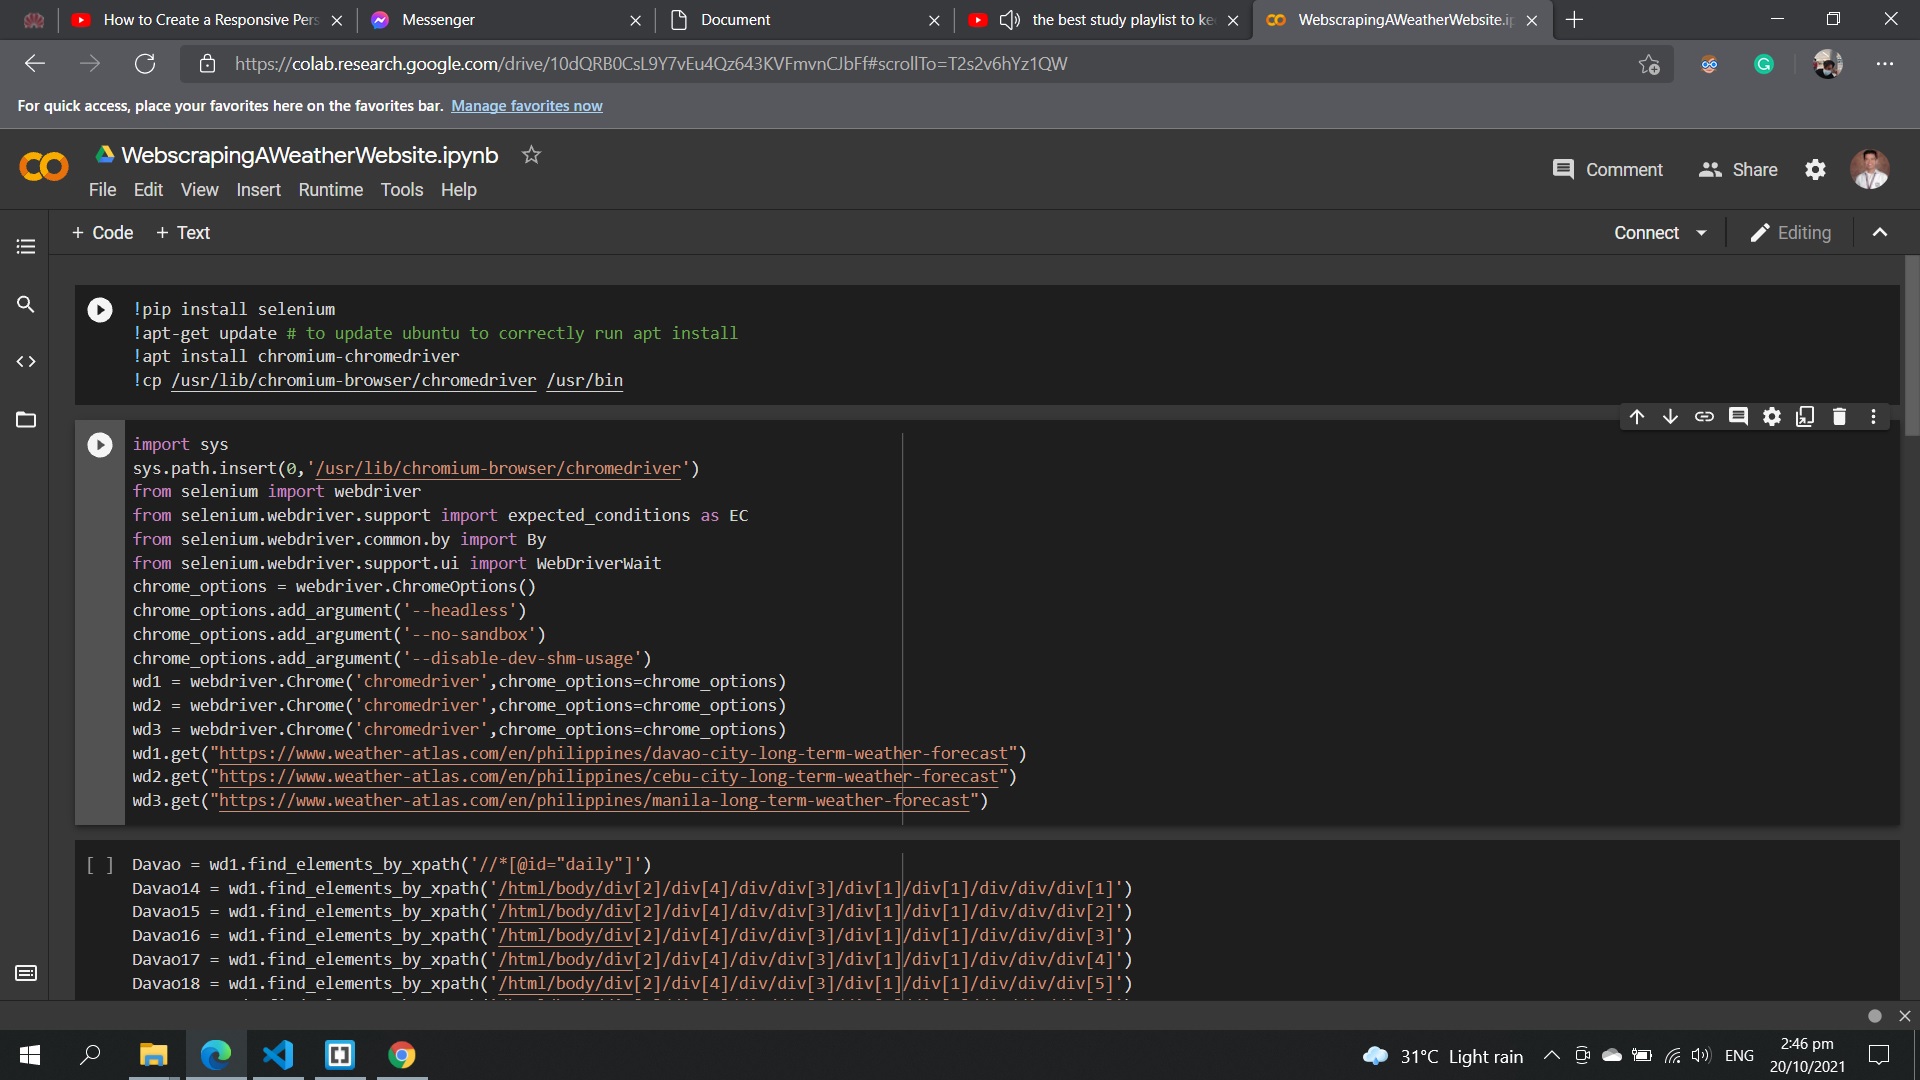 How to Create a Responsive Pers
Messenger
Document
the best study playlist to ke
WebscrapingAWeatherWebsite.ip
https://colab.research.google.com/drive/10dQRB0CsL9Y7vEu4Qz643KVFmvnCJbFf#scrollTo=T2s2v6hYz1QW
For quick access, place your favorites here on the favorites bar. Manage favorites now
WebscrapingAWeatherWebsite.ipynb
File Edit View Insert Runtime Tools Help
Comment Share
+ Code + Text
Connect Editing
!pip install selenium
!apt-get update # to update ubuntu to correctly run apt install
!apt install chromium-chromedriver
!cp /usr/lib/chromium-browser/chromedriver /usr/bin
import sys
sys.path.insert(0,'/usr/lib/chromium-browser/chromedriver')
from selenium import webdriver
from selenium.webdriver.support import expected_conditions as EC
from selenium.webdriver.common.by import By
from selenium.webdriver.support.ui import WebDriverWait
chrome_options = webdriver.ChromeOptions()
chrome_options.add_argument('--headless')
chrome_options.add_argument('--no-sandbox')
chrome_options.add_argument('--disable-dev-shm-usage')
wd1 = webdriver.Chrome('chromedriver',chrome_options=chrome_options)
wd2 = webdriver.Chrome('chromedriver',chrome_options=chrome_options)
wd3 = webdriver.Chrome('chromedriver',chrome_options=chrome_options)
wd1.get("https://www.weather-atlas.com/en/philippines/davao-city-long-term-weather-forecast")
wd2.get("https://www.weather-atlas.com/en/philippines/cebu-city-long-term-weather-forecast")
wd3.get("https://www.weather-atlas.com/en/philippines/manila-long-term-weather-forecast")
[ ] Davao = wd1.find_elements_by_xpath('//*[@id="daily"]')
Davao14 = wd1.find_elements_by_xpath('/html/body/div[2]/div[4]/div/div[3]/div[1]/div[1]/div/div/div[1]')
Davao15 = wd1.find_elements_by_xpath('/html/body/div[2]/div[4]/div/div[3]/div[1]/div[1]/div/div/div[2]')
Davao16 = wd1.find_elements_by_xpath('/html/body/div[2]/div[4]/div/div[3]/div[1]/div[1]/div/div/div[3]')
Davao17 = wd1.find_elements_by_xpath('/html/body/div[2]/div[4]/div/div[3]/div[1]/div[1]/div/div/div[4]')
Davao18 = wd1.find_elements_by_xpath('/html/body/div[2]/div[4]/div/div[3]/div[1]/div[1]/div/div/div[5]')
31°C Light rain
ENG
2:46 pm
20/10/2021